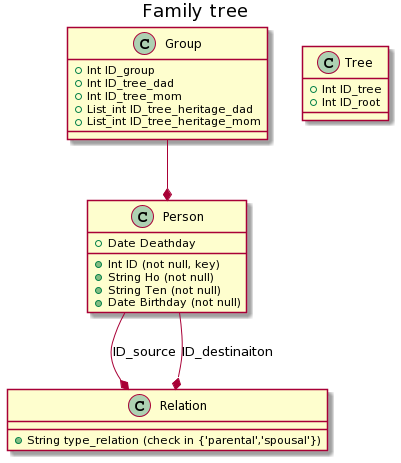 Family tree
C Group
Int ID_group
Int ID_tree_dad
Int ID_tree_mom
List_int ID_tree_heritage_dad
List_int ID_tree_heritage_mom
C Tree
Int ID_tree
Int ID_root
C Person
Date Deathday
Int ID (not null, key)
String Ho (not null)
String Ten (not null)
Date Birthday (not null)
ID_source
ID_destinaiton
C Relation
String type_relation (check in {'parental','spousal'})